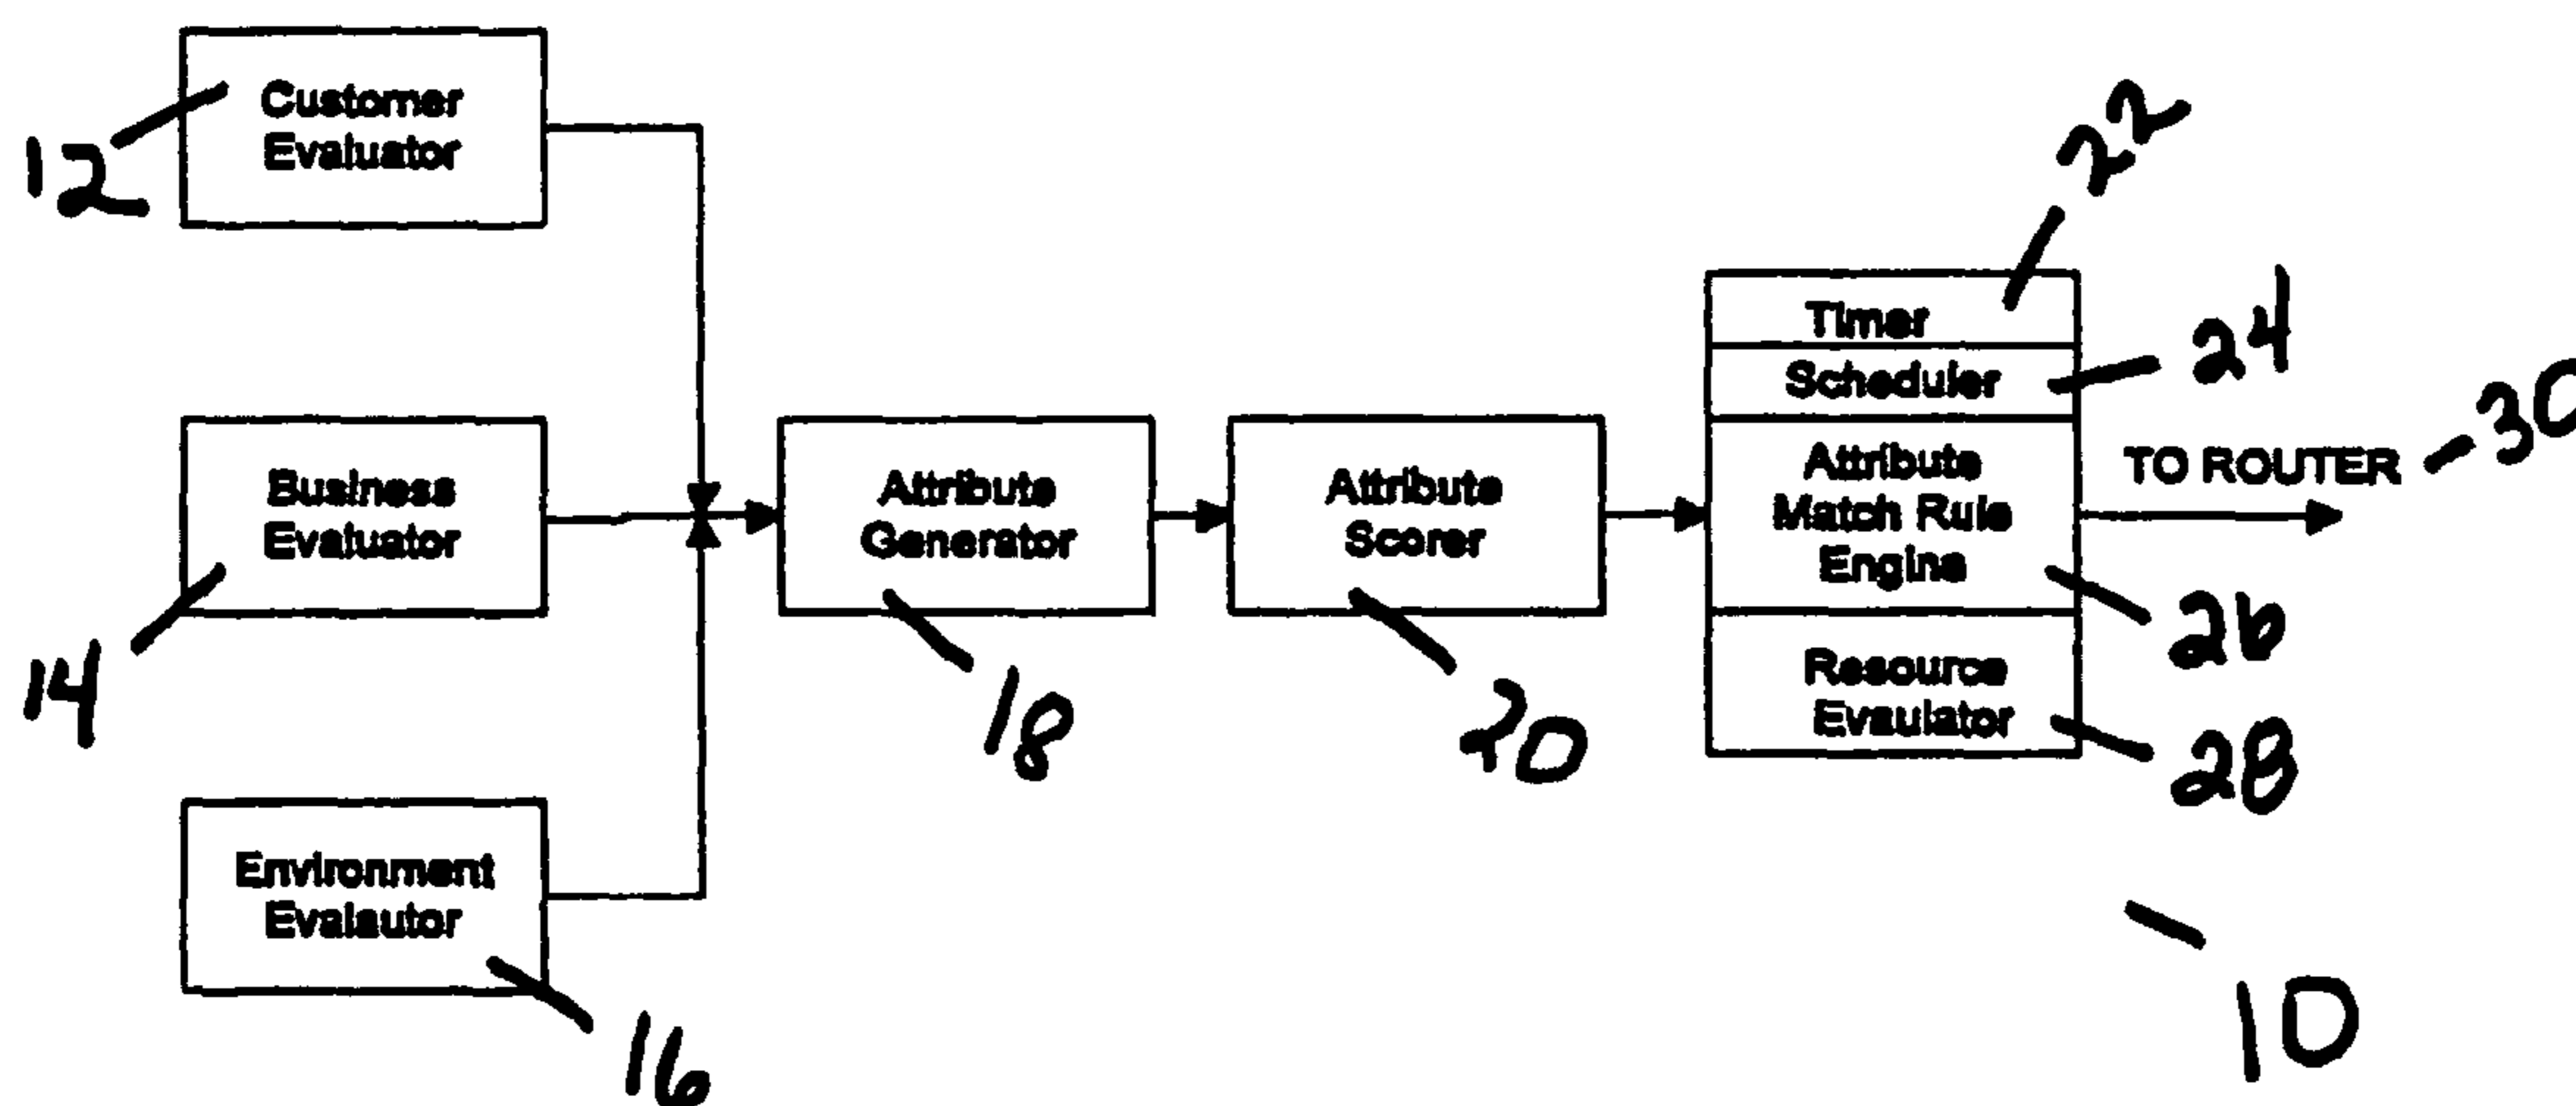 Customer
Evaluator
12
Business
Evaluator
14
Environment
Evalautor
16
Attribute
Generator
18
Attribute
Scorer
20
Timer
22
Scheduler
24
Attribute
Match Rule
Engine
26
Resource
Evaulator
28
TO ROUTER -30
10